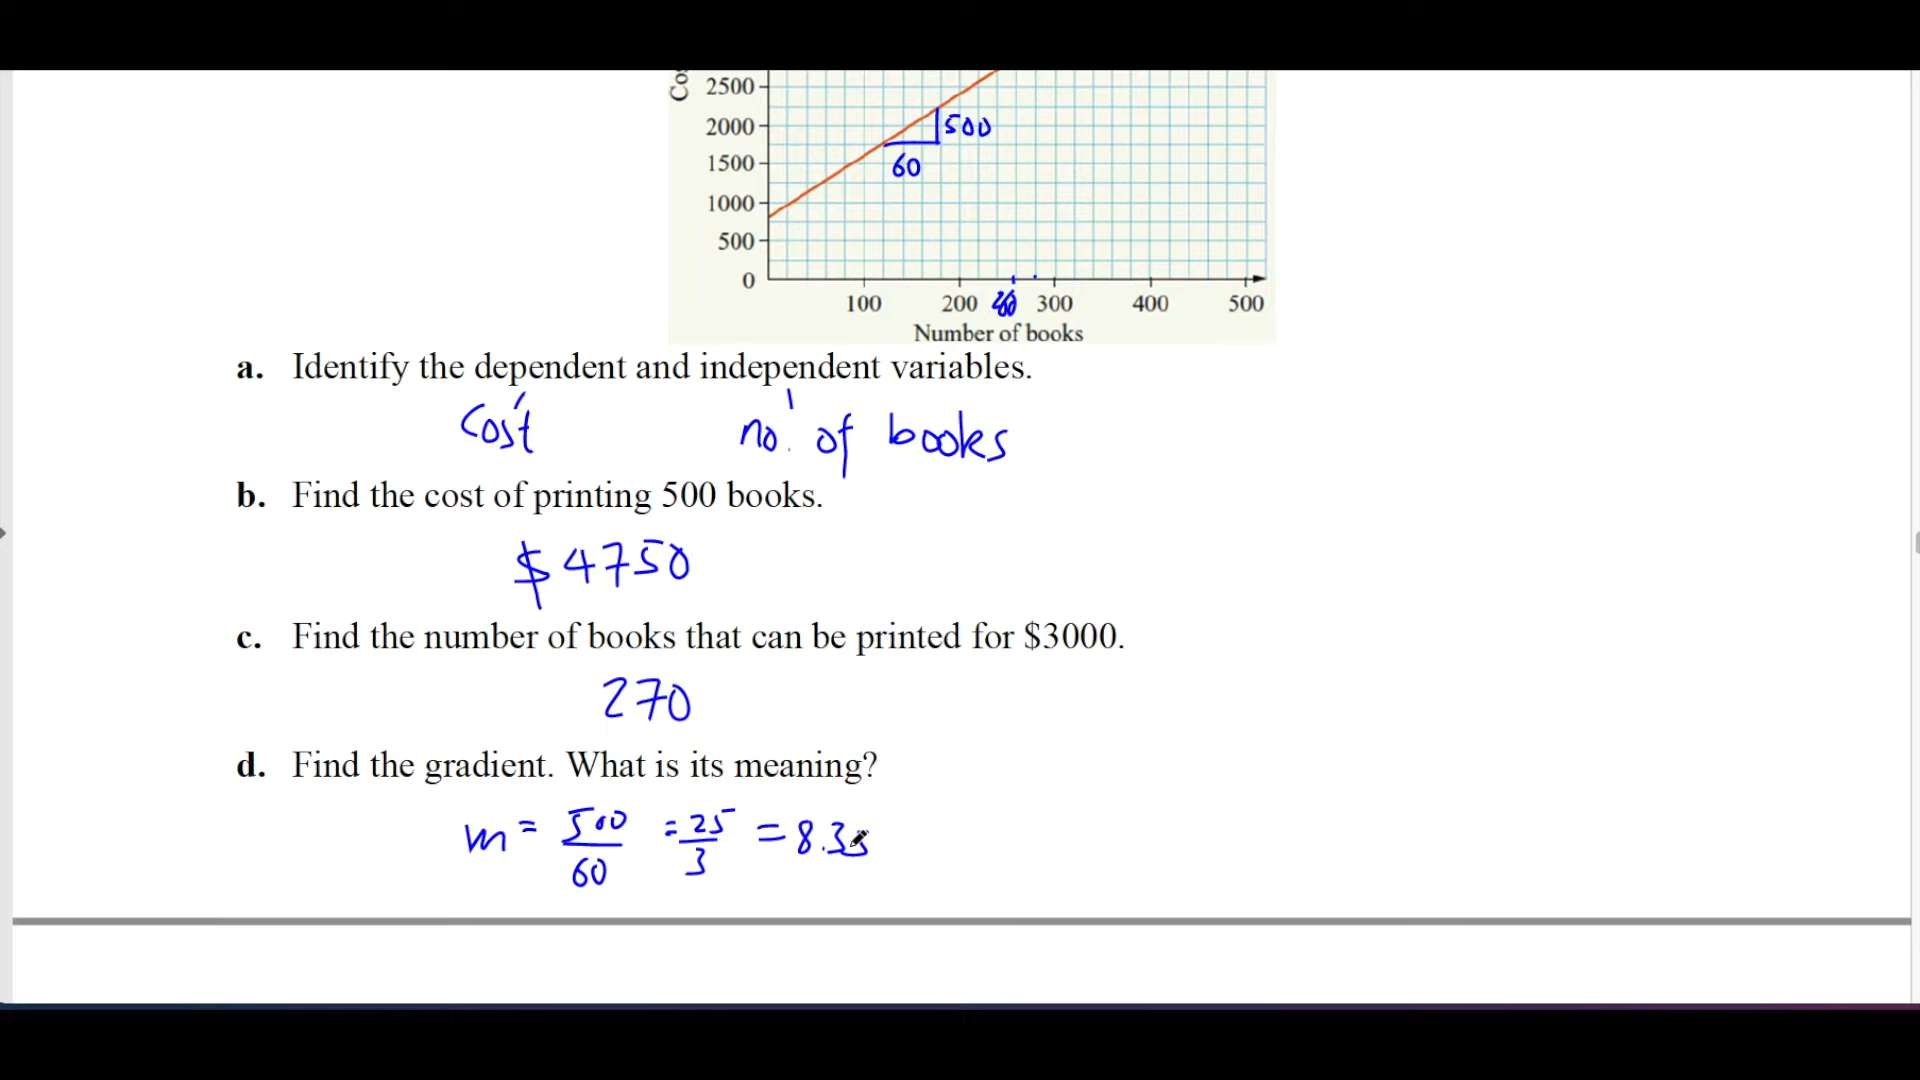 Co
2500
2000
1500
1000
500
0
500
60
100 200 300 400 500
Number of books
a. Identify the dependent and independent variables.
Cost no. of books
b. Find the cost of printing 500 books.
$4750
c. Find the number of books that can be printed for $3000.
270
d. Find the gradient. What is its meaning?
m = 500/60 = 25/3 = 8.33